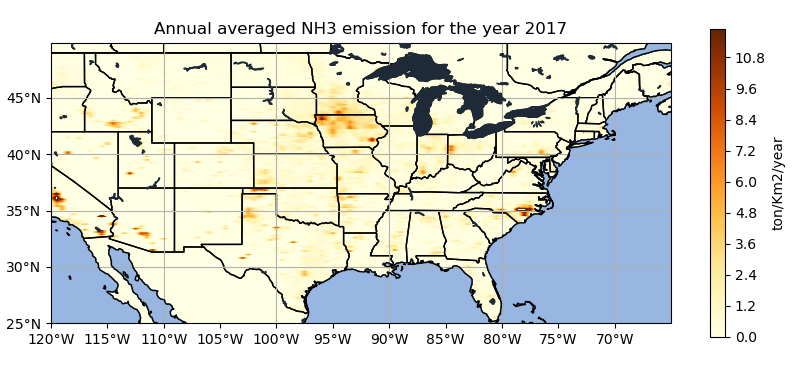 Annual averaged NH3 emission for the year 2017
45°N
40°N
35°N
30°N
25°N
120°W 115°W 110°W 105°W 100°W 95°W 90°W 85°W 80°W 75°W 70°W
10.8
9.6
8.4
7.2
6.0
4.8
3.6
2.4
1.2
0.0
ton/Km2/year